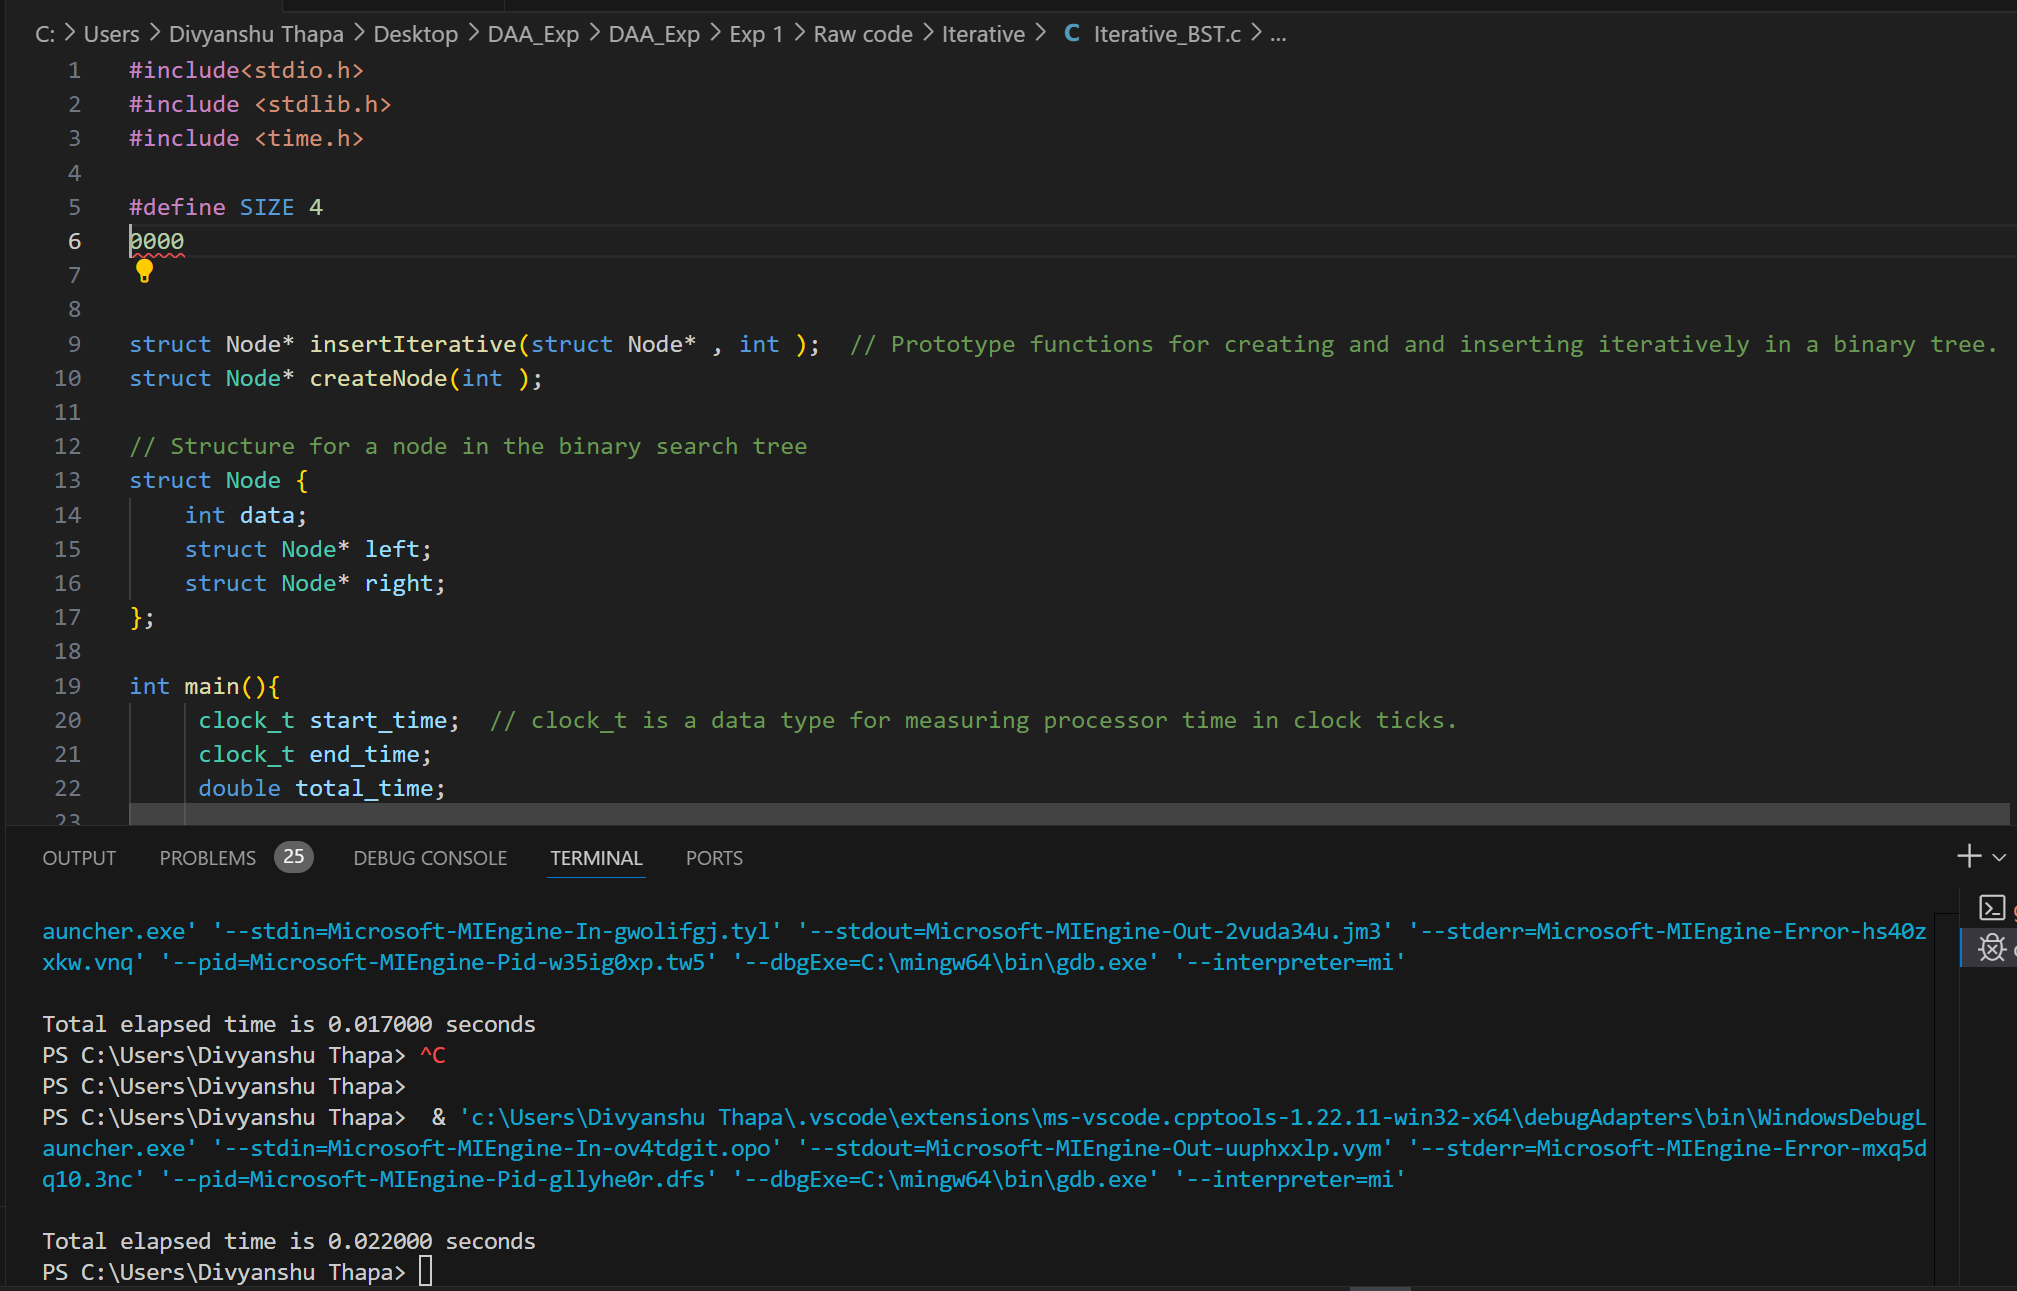 C: > Users > Divyanshu Thapa > Desktop > DAA_Exp > DAA_Exp > Exp 1 > Raw code > Iterative > C Iterative_BST.c > ...
1 #include<stdio.h>
2 #include <stdlib.h>
3 #include <time.h>
4
5 #define SIZE 4
6 0000
7
8
9 struct Node* insertIterative(struct Node* , int );  // Prototype functions for creating and and inserting iteratively in a binary tree.
10 struct Node* createNode(int );
11
12 // Structure for a node in the binary search tree
13 struct Node {
14     int data;
15     struct Node* left;
16     struct Node* right;
17 };
18
19 int main(){
20      clock_t start_time;  // clock_t is a data type for measuring processor time in clock ticks.
21      clock_t end_time;
22      double total_time;
23
OUTPUT PROBLEMS 25 DEBUG CONSOLE TERMINAL PORTS
auncher.exe' '--stdin=Microsoft-MIEngine-In-gwolifgj.tyl' '--stdout=Microsoft-MIEngine-Out-2vuda34u.jm3' '--stderr=Microsoft-MIEngine-Error-hs40z
xkw.vnq' '--pid=Microsoft-MIEngine-Pid-w35ig0xp.tw5' '--dbgExe=C:\mingw64\bin\gdb.exe' '--interpreter=mi'
Total elapsed time is 0.017000 seconds
PS C:\Users\Divyanshu Thapa> ^C
PS C:\Users\Divyanshu Thapa>
PS C:\Users\Divyanshu Thapa>  & 'c:\Users\Divyanshu Thapa\.vscode\extensions\ms-vscode.cpptools-1.22.11-win32-x64\debugAdapters\bin\WindowsDebugL
auncher.exe' '--stdin=Microsoft-MIEngine-In-ov4tdgit.opo' '--stdout=Microsoft-MIEngine-Out-uuphxxlp.vym' '--stderr=Microsoft-MIEngine-Error-mxq5d
q10.3nc' '--pid=Microsoft-MIEngine-Pid-gllyhe0r.dfs' '--dbgExe=C:\mingw64\bin\gdb.exe' '--interpreter=mi'
Total elapsed time is 0.022000 seconds
PS C:\Users\Divyanshu Thapa>